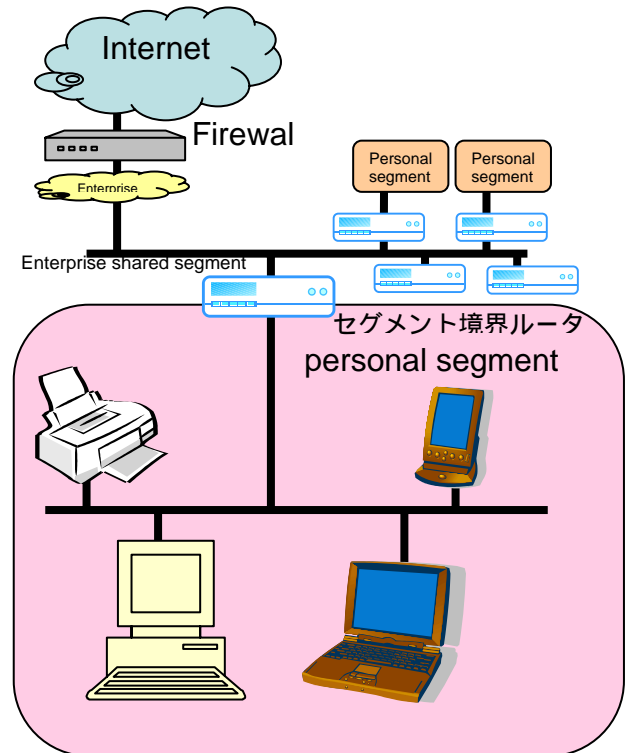 Internet
Firewal
Enterprise
Personal
segment
Personal
segment
Enterprise shared segment
セグメント境界ルータ
personal segment